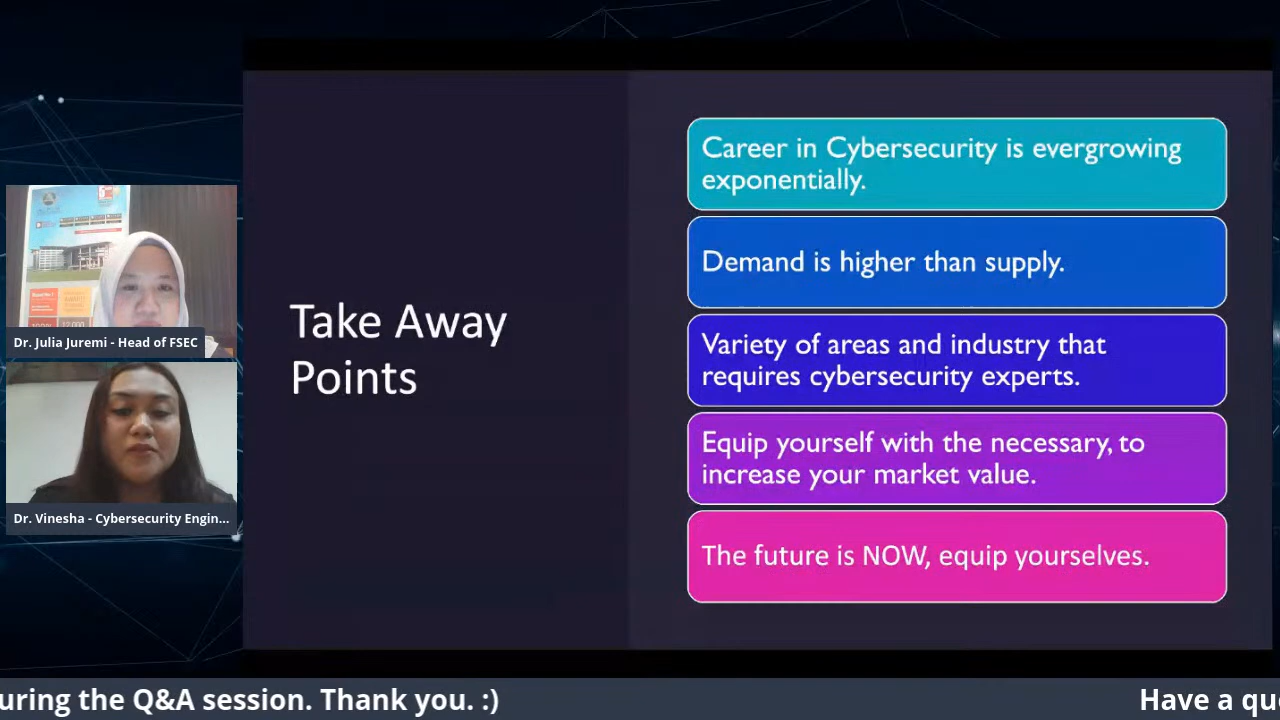 Take Away
Points
Career in Cybersecurity is evergrowing
exponentially.
Demand is higher than supply.
Variety of areas and industry that
requires cybersecurity experts.
Equip yourself with the necessary, to
increase your market value.
The future is NOW, equip yourselves.
Dr. Julia Juremi - Head of FSEC
Dr. Vinesha - Cybersecurity Engin...
uring the Q&A session. Thank you. :)
Have a que